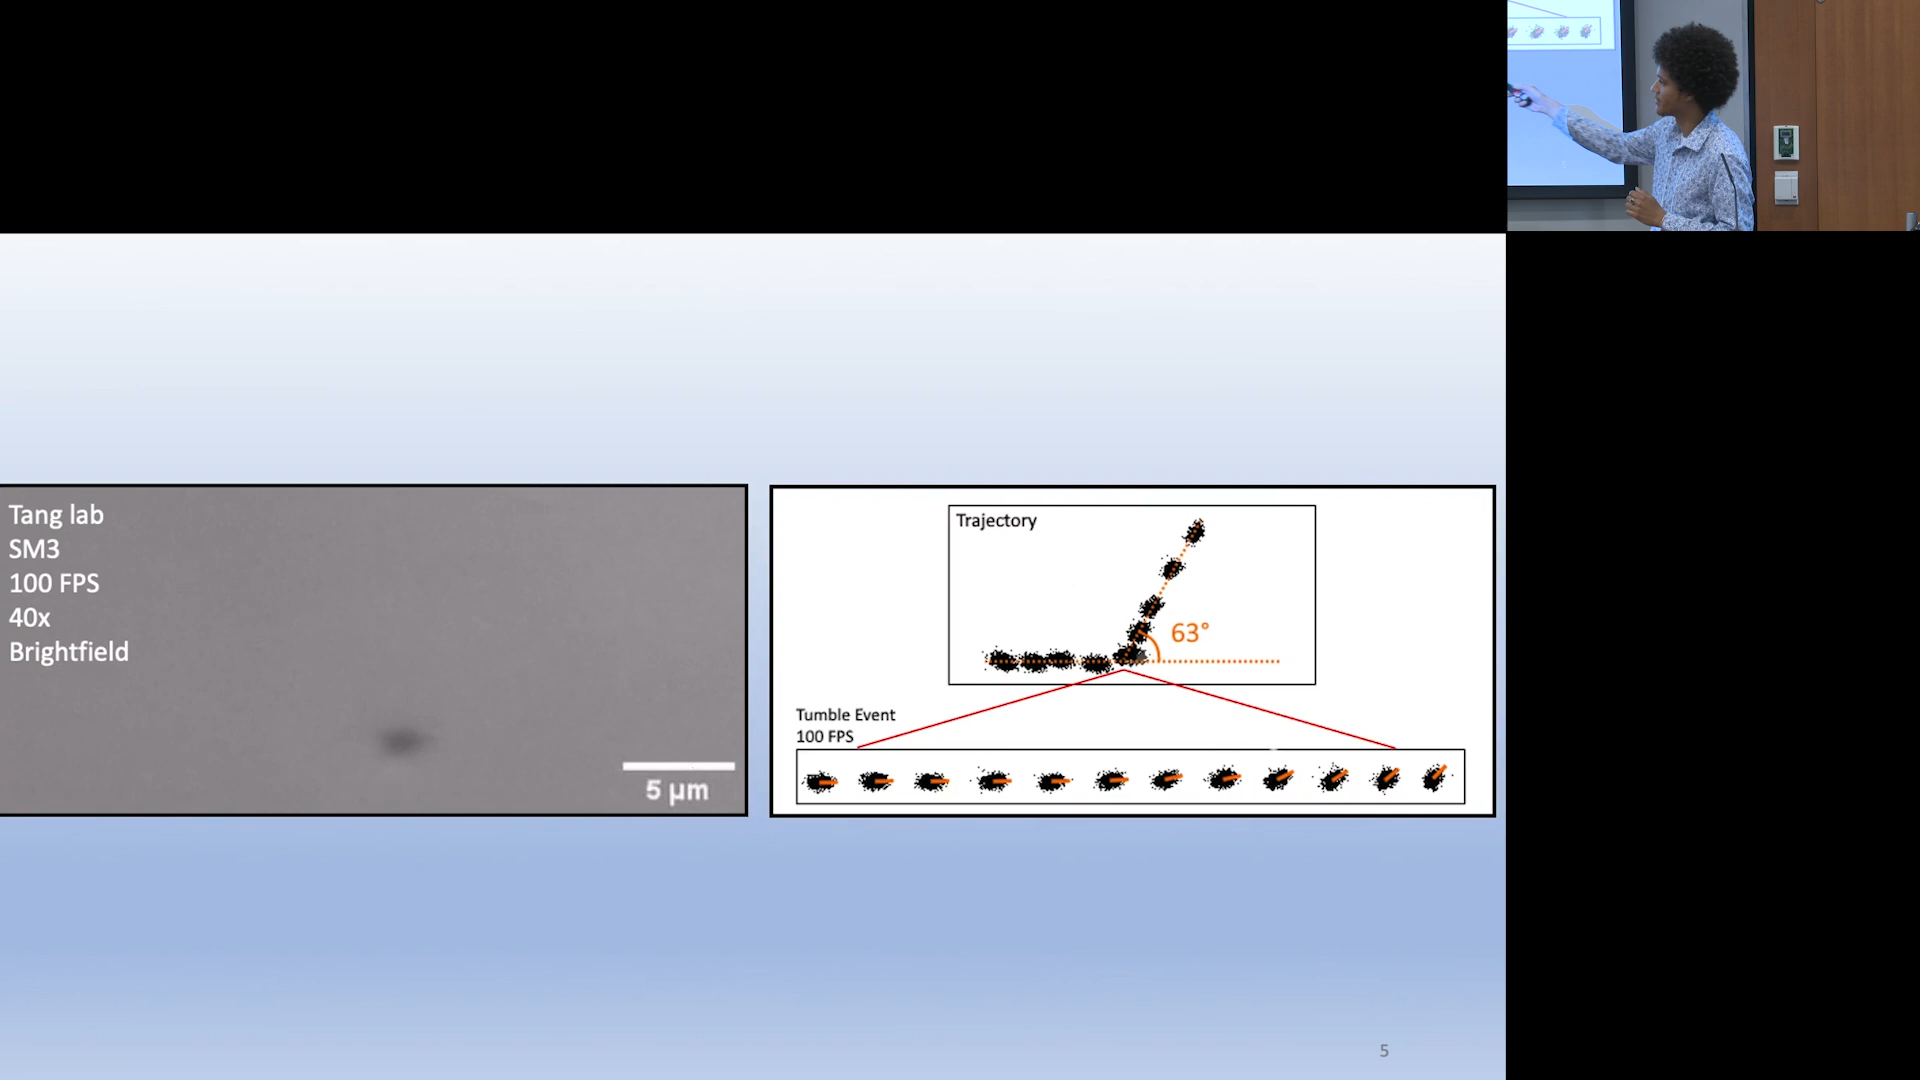 Tang lab
SM3
100 FPS
40x
Brightfield
5 μm
Trajectory
63°
Tumble Event
100 FPS
5